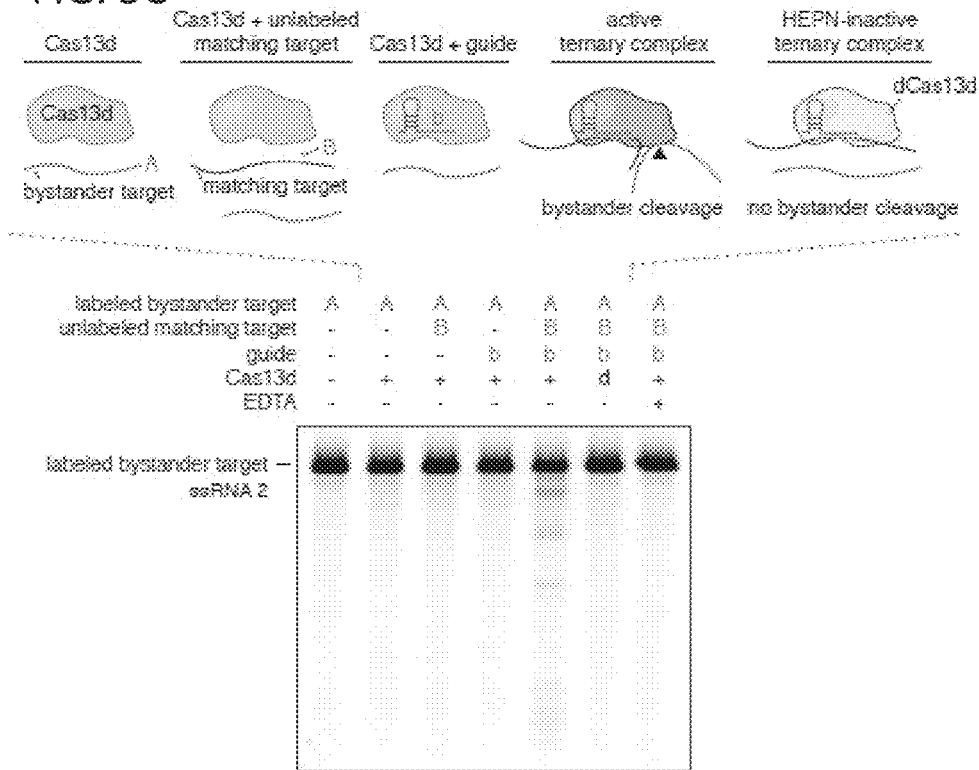 Cas13d
Cas13d + unlabeled
matching target
Cas13d + guide
active
ternary complex
HEPN-inactive
ternary complex
Cas13d
A
bystander target
B
matching target
bystander cleavage
dCas13d
no bystander cleavage
labeled bystander target A A A A A A A
unlabeled matching target - - B - B B B
guide - - - b b b b
Cas13d - + + + + d +
EDTA - - - - - - +
labeled bystander target
ssRNA 2